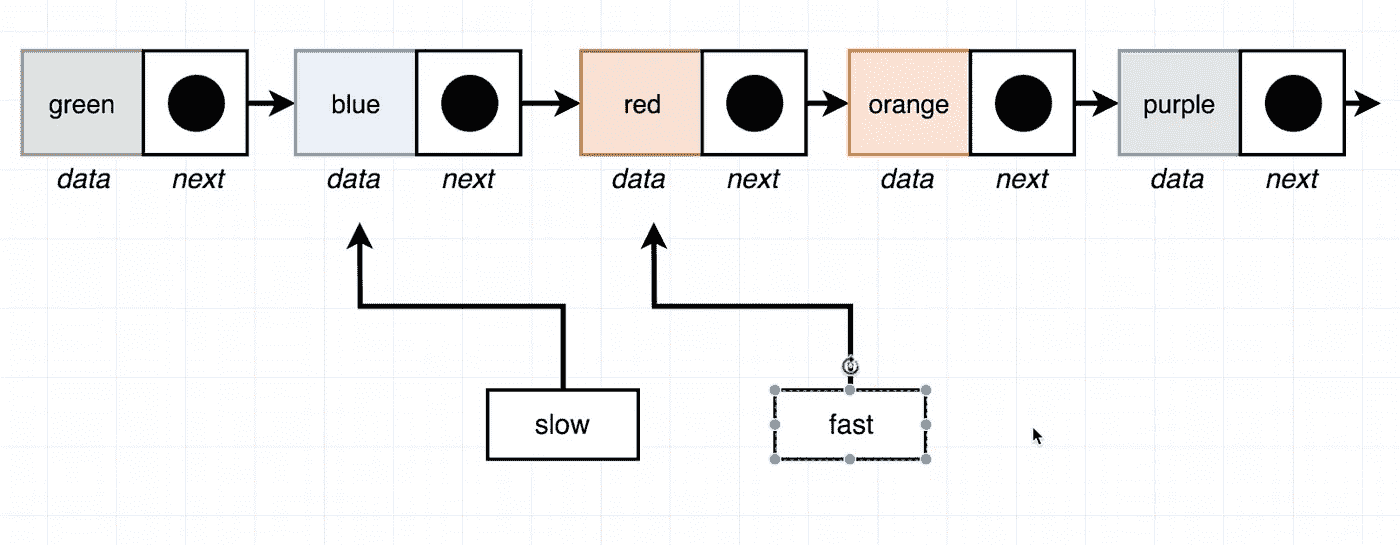 green
blue
red
orange
purple
data next data next data next data next data next
slow
fast